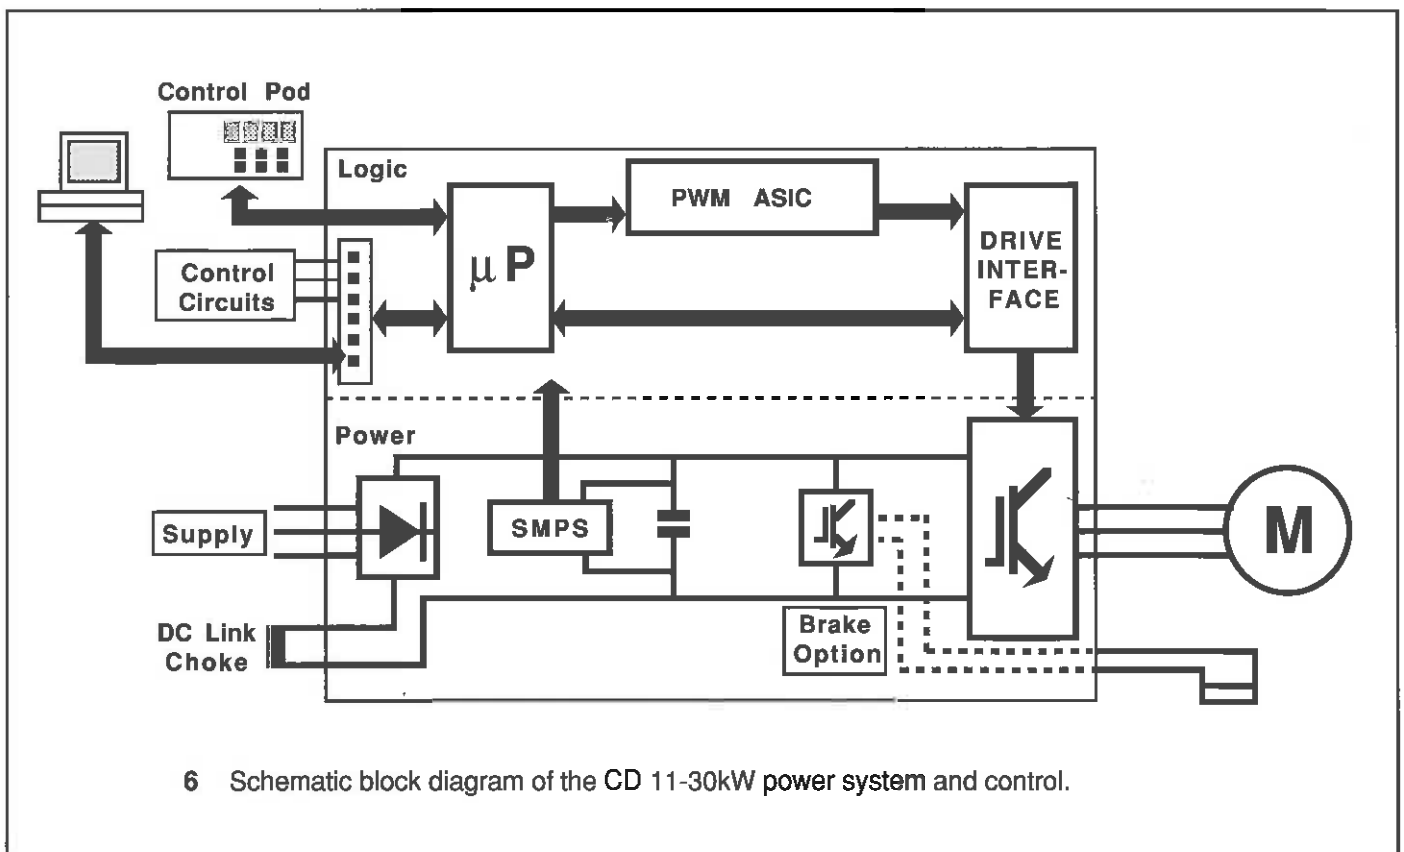 Control Pod
Logic
PWM ASIC
μP
DRIVE
INTER-
FACE
Control
Circuits
Power
Supply
SMPS
M
DC Link
Choke
Brake
Option
6 Schematic block diagram of the CD 11-30kW power system and control.